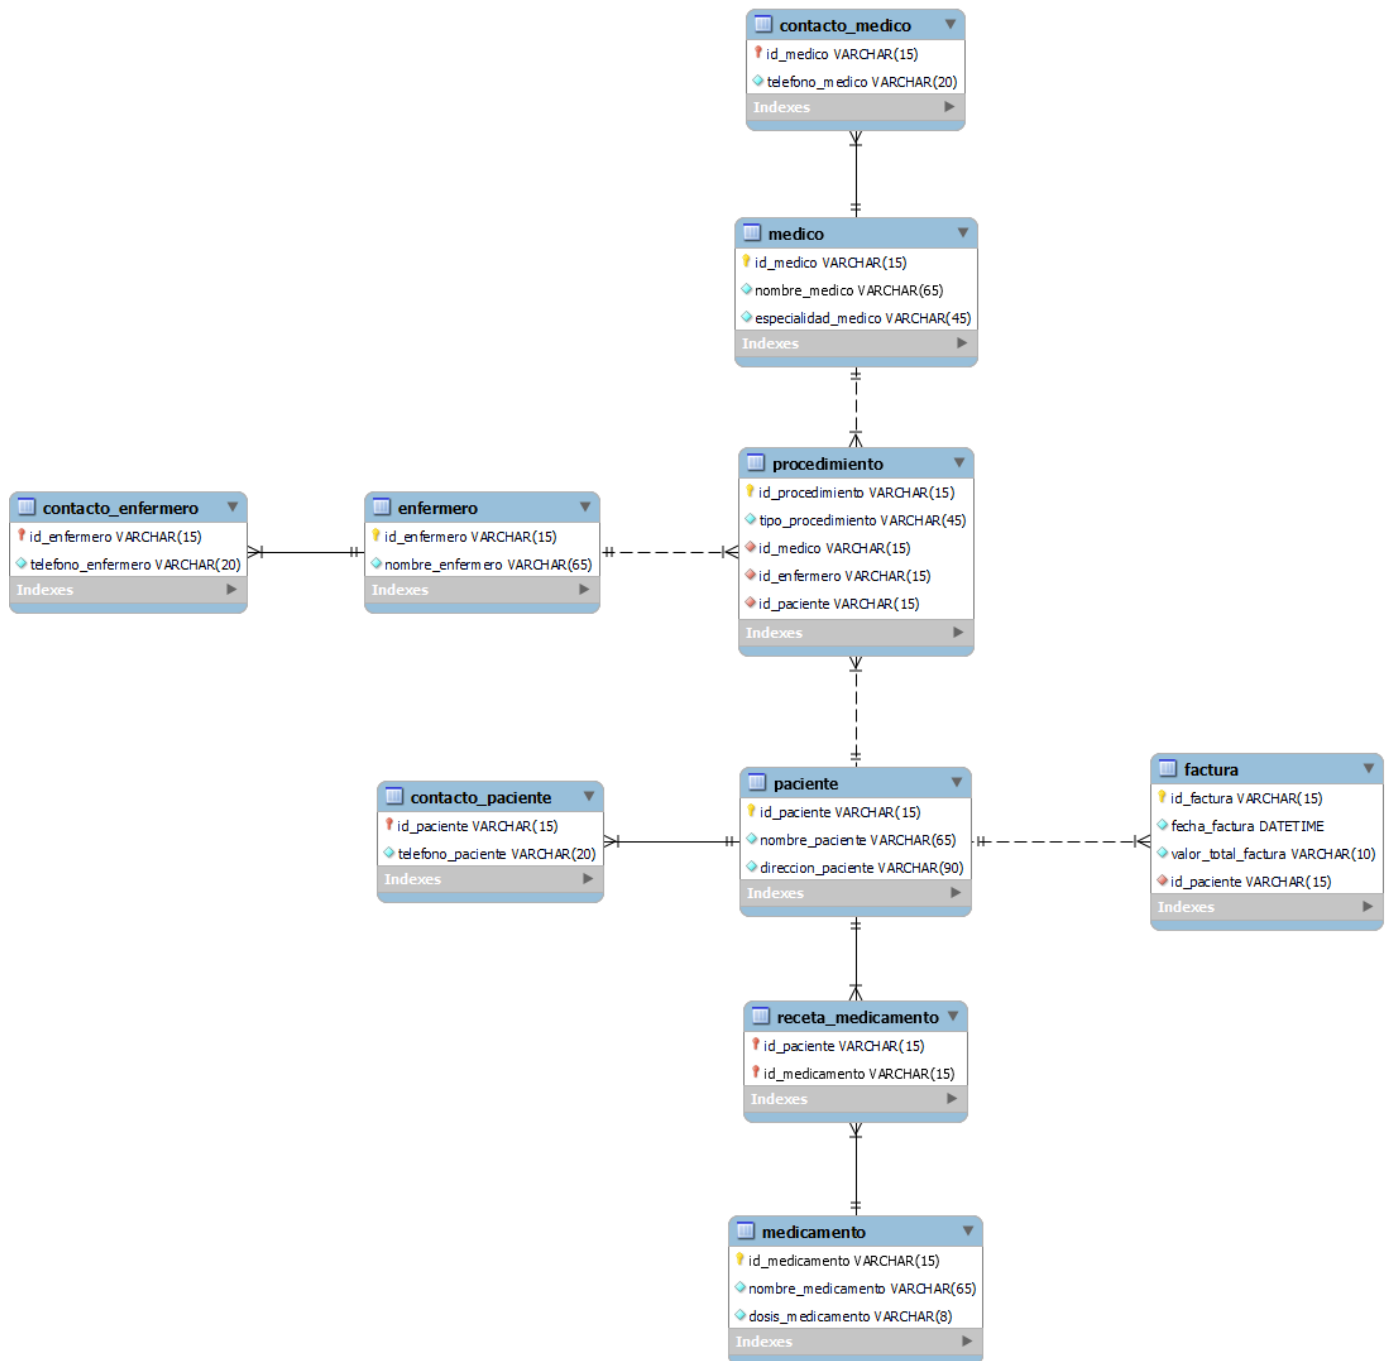 contacto_medico
id_medico VARCHAR(15)
telefono_medico VARCHAR(20)
Indexes
medico
id_medico VARCHAR(15)
nombre_medico VARCHAR(65)
especialidad_medico VARCHAR(45)
Indexes
procedimiento
id_procedimiento VARCHAR(15)
tipo_procedimiento VARCHAR(45)
id_medico VARCHAR(15)
id_enfermero VARCHAR(15)
id_paciente VARCHAR(15)
Indexes
contacto_enfermero
id_enfermero VARCHAR(15)
telefono_enfermero VARCHAR(20)
Indexes
enfermero
id_enfermero VARCHAR(15)
nombre_enfermero VARCHAR(65)
Indexes
contacto_paciente
id_paciente VARCHAR(15)
telefono_paciente VARCHAR(20)
Indexes
paciente
id_paciente VARCHAR(15)
nombre_paciente VARCHAR(65)
direccion_paciente VARCHAR(90)
Indexes
factura
id_factura VARCHAR(15)
fecha_factura DATETIME
valor_total_factura VARCHAR(10)
id_paciente VARCHAR(15)
Indexes
receta_medicamento
id_paciente VARCHAR(15)
id_medicamento VARCHAR(15)
Indexes
medicamento
id_medicamento VARCHAR(15)
nombre_medicamento VARCHAR(65)
dosis_medicamento VARCHAR(8)
Indexes